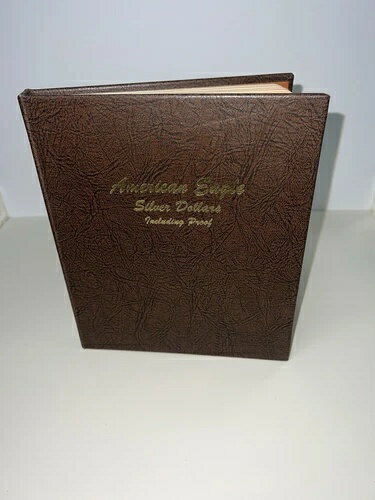 American Eagle
Silver Dollars
Including Proof